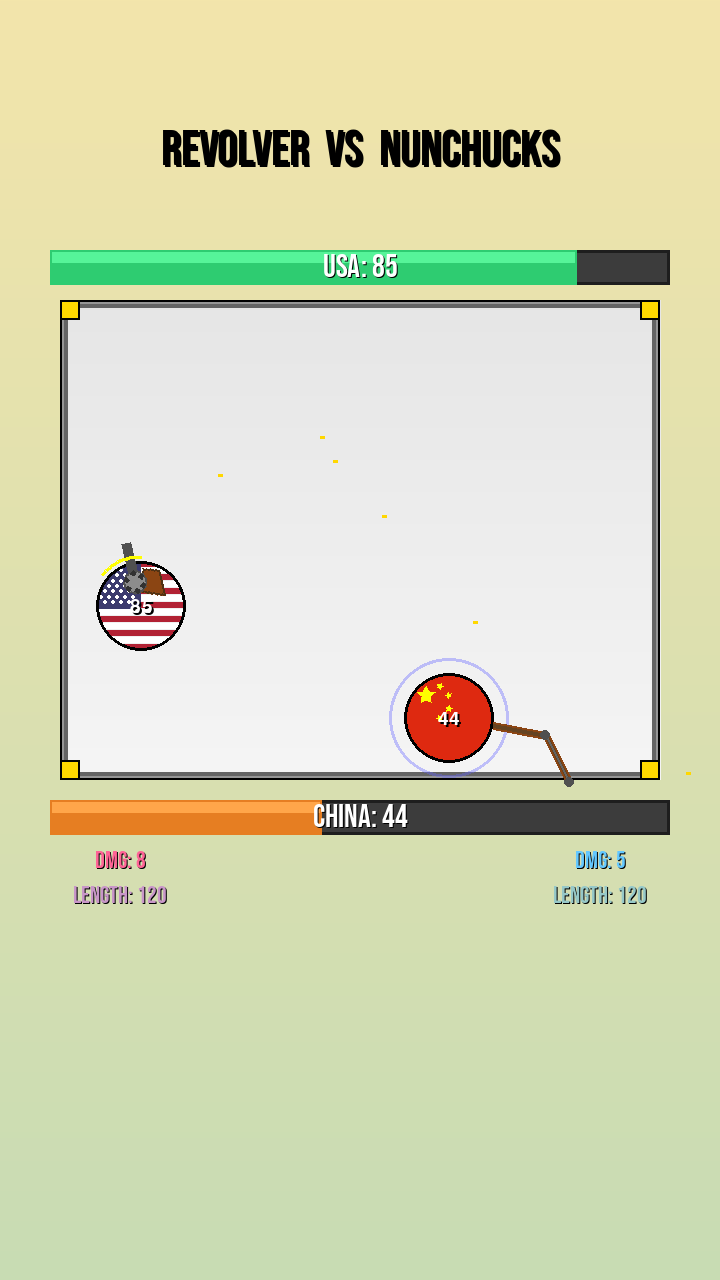 REVOLVER VS NUNCHUCKS
USA: 85
85
44
CHINA: 44
DMG: 8
DMG: 5
LENGTH: 120
LENGTH: 120